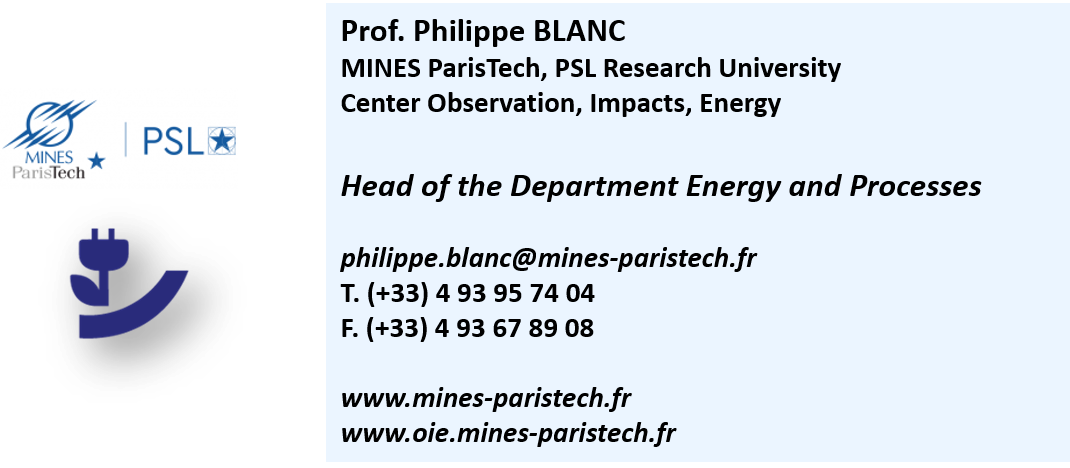 MINES
ParisTech
PSL
Prof. Philippe BLANC
MINES ParisTech, PSL Research University
Center Observation, Impacts, Energy
Head of the Department Energy and Processes
philippe.blanc@mines-paristech.fr
T. (+33) 4 93 95 74 04
F. (+33) 4 93 67 89 08
www.mines-paristech.fr
www.oie.mines-paristech.fr